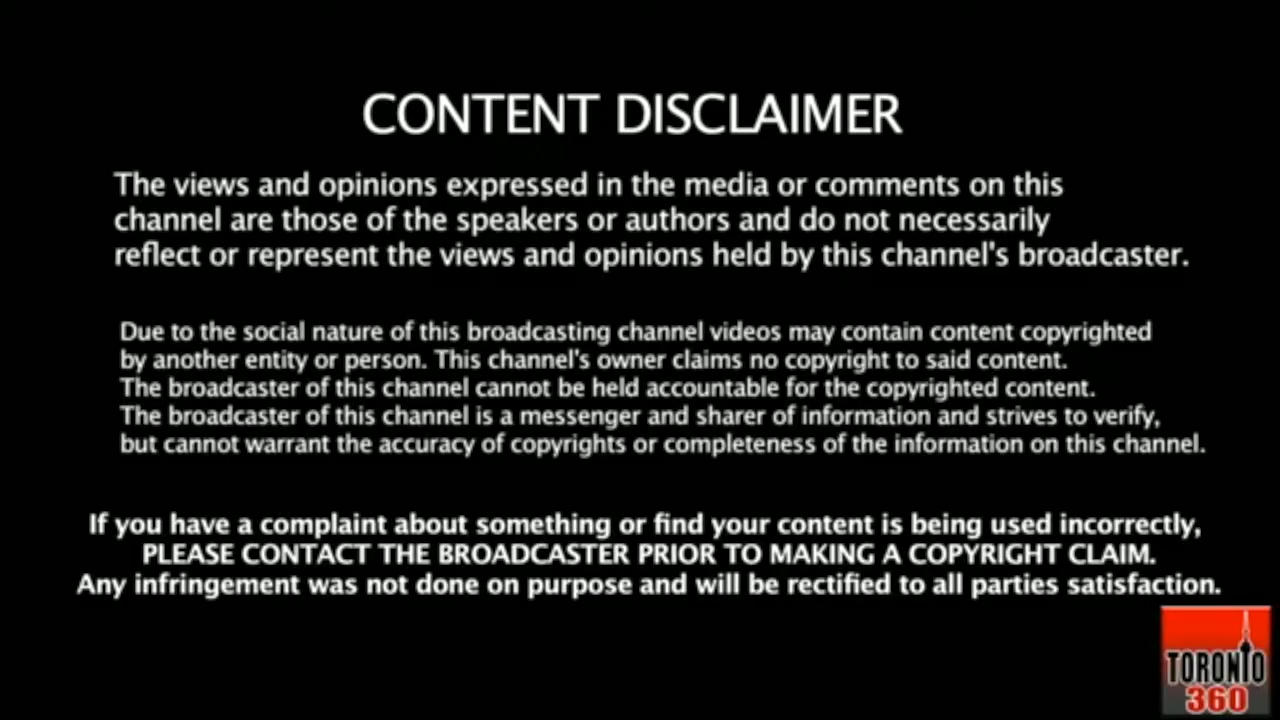 CONTENT DISCLAIMER
The views and opinions expressed in the media or comments on this
channel are those of the speakers or authors and do not necessarily
reflect or represent the views and opinions held by this channel's broadcaster.
Due to the social nature of this broadcasting channel videos may contain content copyrighted
by another entity or person. This channel's owner claims no copyright to said content.
The broadcaster of this channel cannot be held accountable for the copyrighted content.
The broadcaster of this channel is a messenger and sharer of information and strives to verify,
but cannot warrant the accuracy of copyrights or completeness of the information on this channel.
If you have a complaint about something or find your content is being used incorrectly,
PLEASE CONTACT THE BROADCASTER PRIOR TO MAKING A COPYRIGHT CLAIM.
Any infringement was not done on purpose and will be rectified to all parties satisfaction.
TORONTO
360